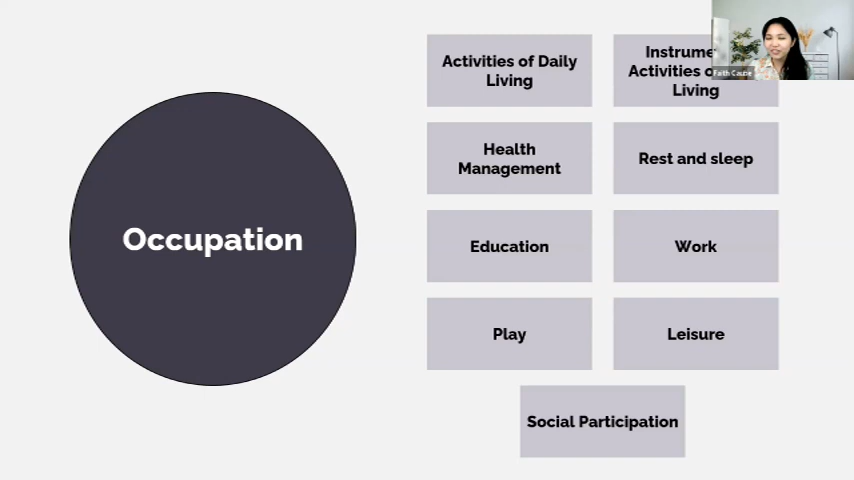 Occupation
Activities of Daily
Living
Activities
Living
Health
Management
Rest and sleep
Education
Work
Play
Leisure
Social Participation